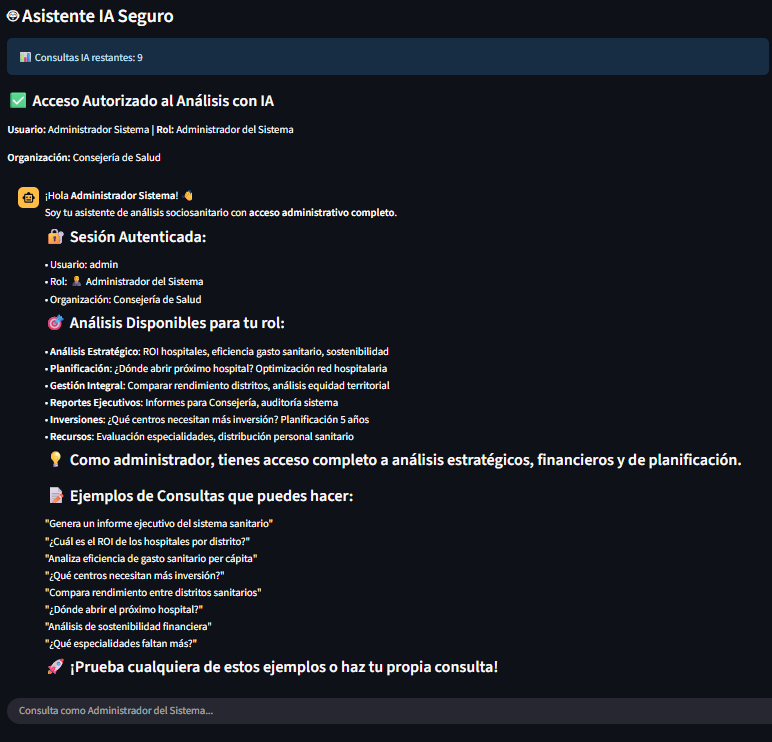 🤖 Asistente IA Seguro
📊 Consultas IA restantes: 9
✅ Acceso Autorizado al Análisis con IA
Usuario: Administrador Sistema | Rol: Administrador del Sistema
Organización: Consejería de Salud
¡Hola Administrador Sistema! 👋
Soy tu asistente de análisis sociosanitario con acceso administrativo completo.
🔐 Sesión Autenticada:
• Usuario: admin
• Rol: Administrador del Sistema
• Organización: Consejería de Salud
🎯 Análisis Disponibles para tu rol:
• Análisis Estratégico: ROI hospitales, eficiencia gasto sanitario, sostenibilidad
• Planificación: ¿Dónde abrir próximo hospital? Optimización red hospitalaria
• Gestión Integral: Comparar rendimiento distritos, análisis equidad territorial
• Reportes Ejecutivos: Informes para Consejería, auditoría sistema
• Inversiones: ¿Qué centros necesitan más inversión? Planificación 5 años
• Recursos: Evaluación especialidades, distribución personal sanitario
💡 Como administrador, tienes acceso completo a análisis estratégicos, financieros y de planificación.
📝 Ejemplos de Consultas que puedes hacer:
"Genera un informe ejecutivo del sistema sanitario"
"¿Cuál es el ROI de los hospitales por distrito?"
"Analiza eficiencia de gasto sanitario per cápita"
"¿Qué centros necesitan más inversión?"
"Compara rendimiento entre distritos sanitarios"
"¿Dónde abrir el próximo hospital?"
"Análisis de sostenibilidad financiera"
"¿Qué especialidades faltan más?"
🚀 ¡Prueba cualquiera de estos ejemplos o haz tu propia consulta!
Consulta como Administrador del Sistema...